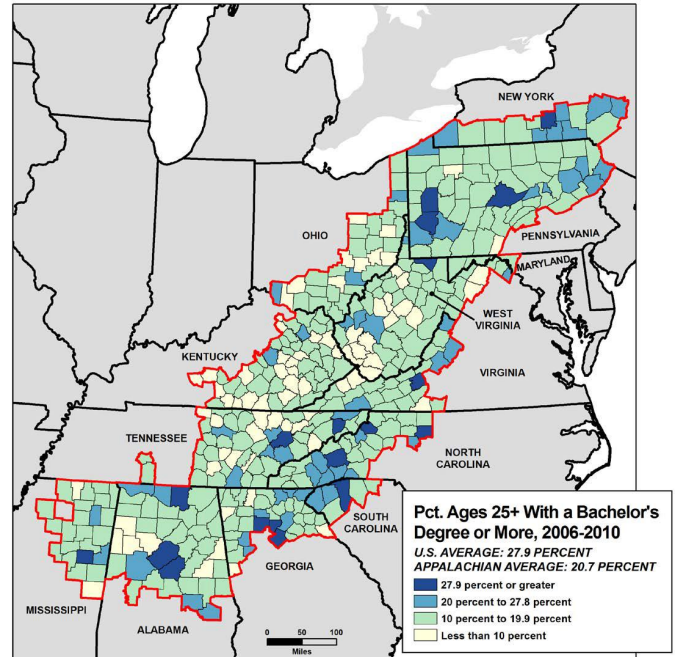 NEW YORK
OHIO
PENNSYLVANIA
MARYLAND
WEST
VIRGINIA
KENTUCKY
VIRGINIA
TENNESSEE
NORTH
CAROLINA
SOUTH
CAROLINA
GEORGIA
MISSISSIPPI
ALABAMA
0 50 100
Miles
Pct. Ages 25+ With a Bachelor's
Degree or More, 2006-2010
U.S. AVERAGE: 27.9 PERCENT
APPALACHIAN AVERAGE: 20.7 PERCENT
27.9 percent or greater
20 percent to 27.8 percent
10 percent to 19.9 percent
Less than 10 percent